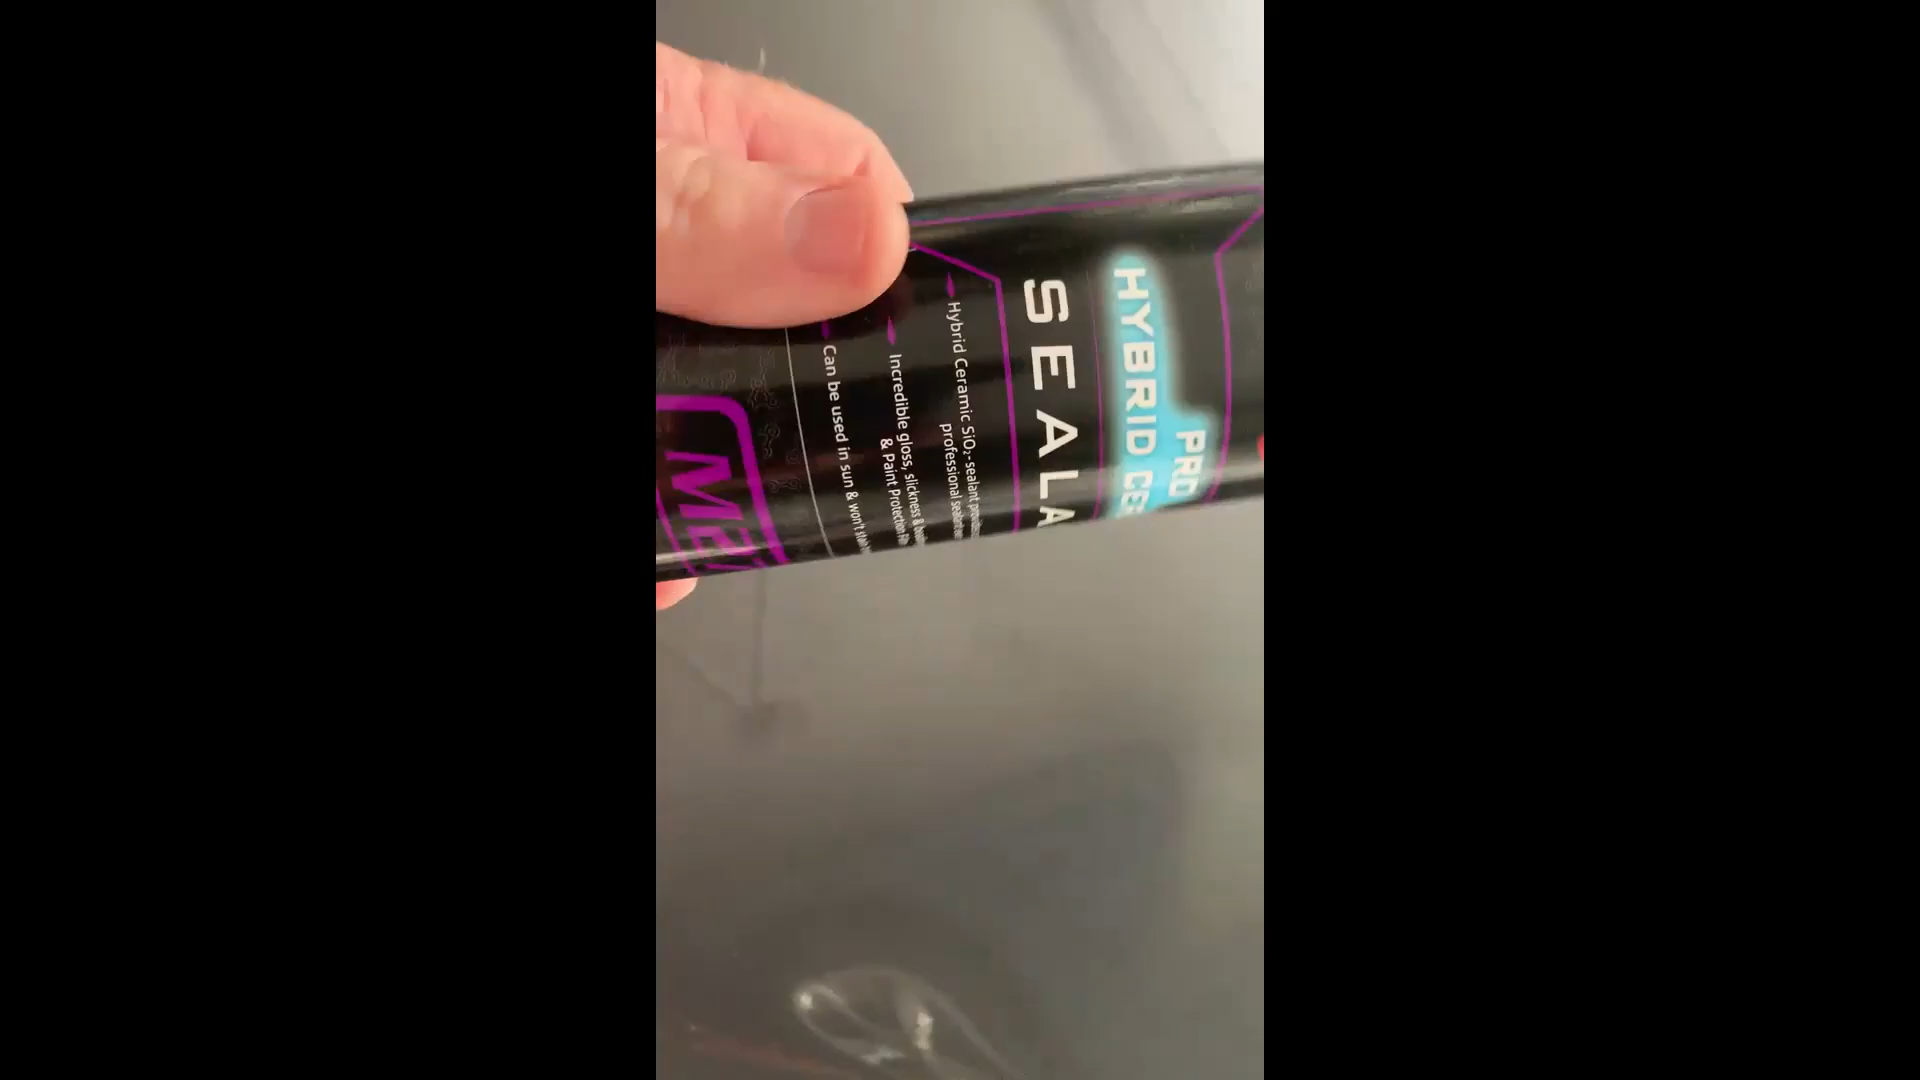 PRO
HYBRID
SEALA
Hybrid Ceramic SiO₂-sealant
professional sealant
Incredible gloss, slickness &
& Paint Protection
Can be used in sun & won't